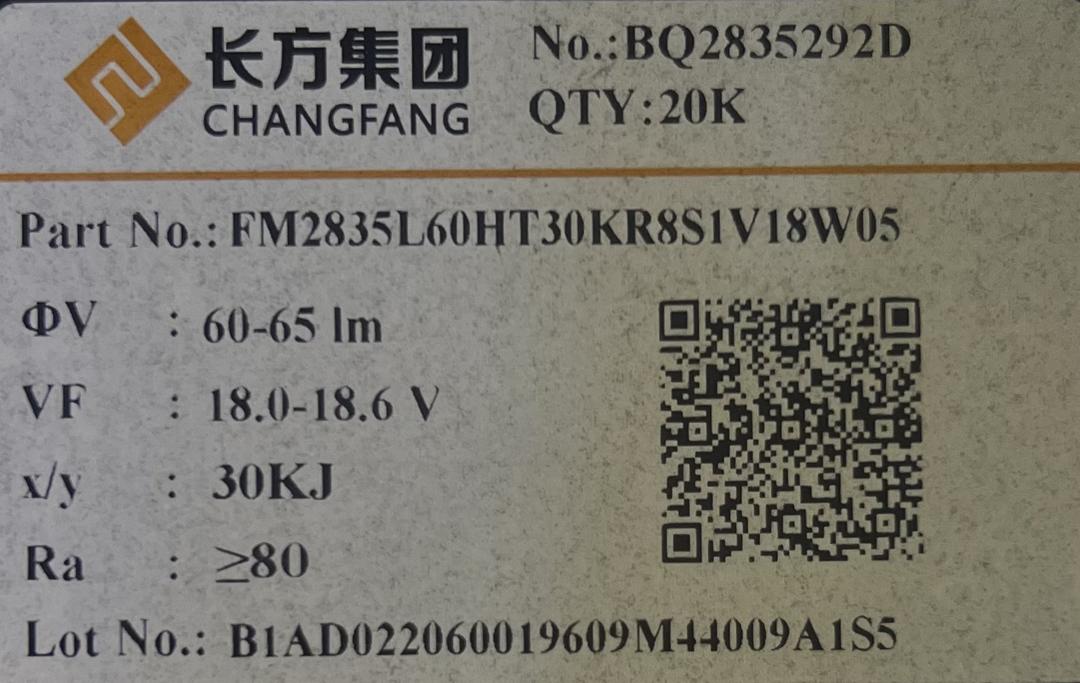 长方集团
CHANGFANG
No.:BQ2835292D
QTY:20K
Part No.: FM2835L60HT30KR8S1V18W05
ΦV : 60-65 lm
VF : 18.0-18.6 V
x/y : 30KJ
Ra : ≥80
Lot No.: B1AD022060019609M44009A1S5